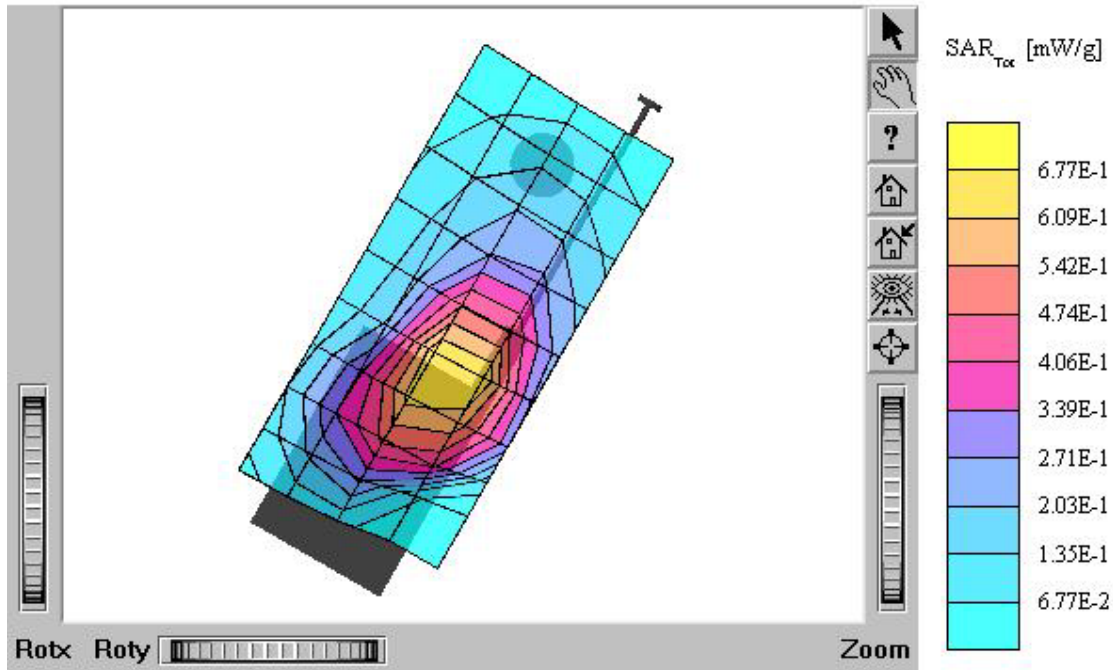 SAR_Tot [mW/g]
?
6.77E-1
6.09E-1
5.42E-1
4.74E-1
4.06E-1
3.39E-1
2.71E-1
2.03E-1
1.35E-1
6.77E-2
Rotx Roty Zoom